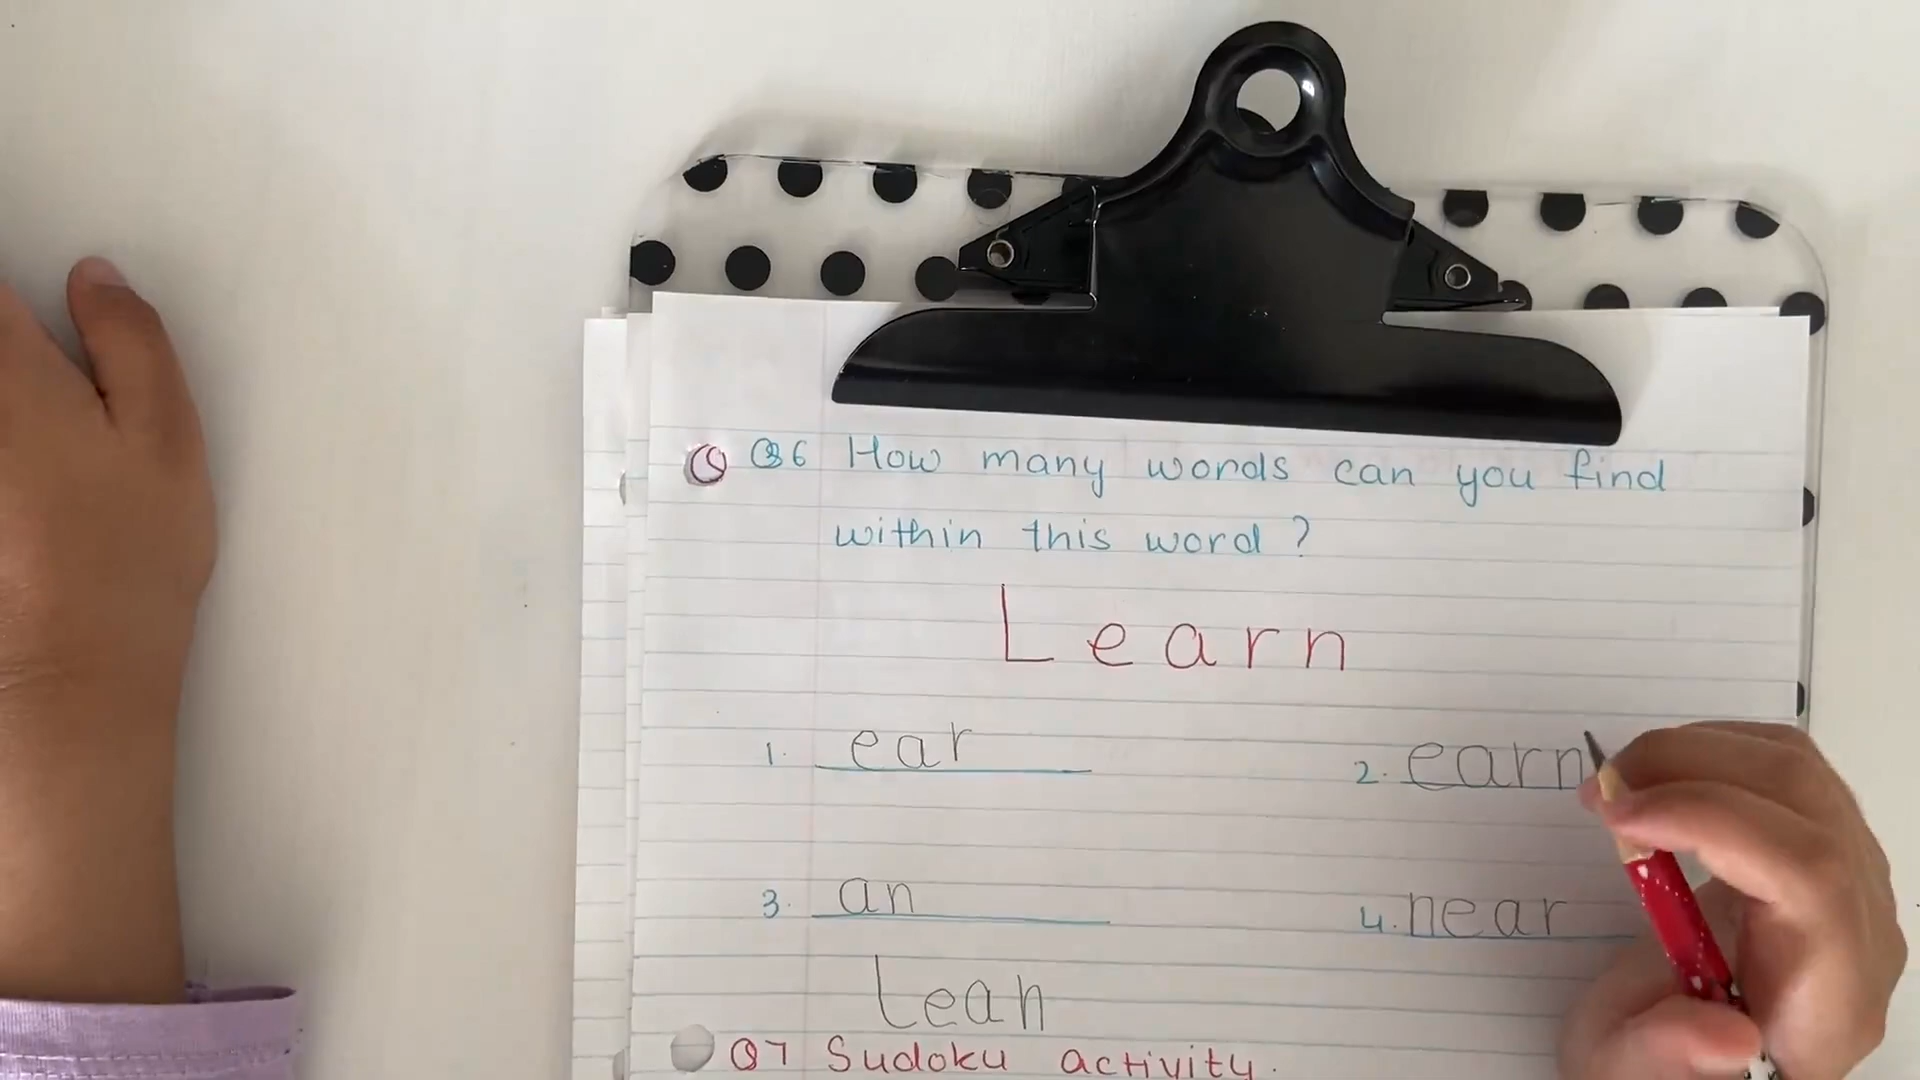 Q6 How many words can you find
within this word ?
Learn
1. ear 2. earn
3. an 4. near
lean
Q7 Sudoku activity.